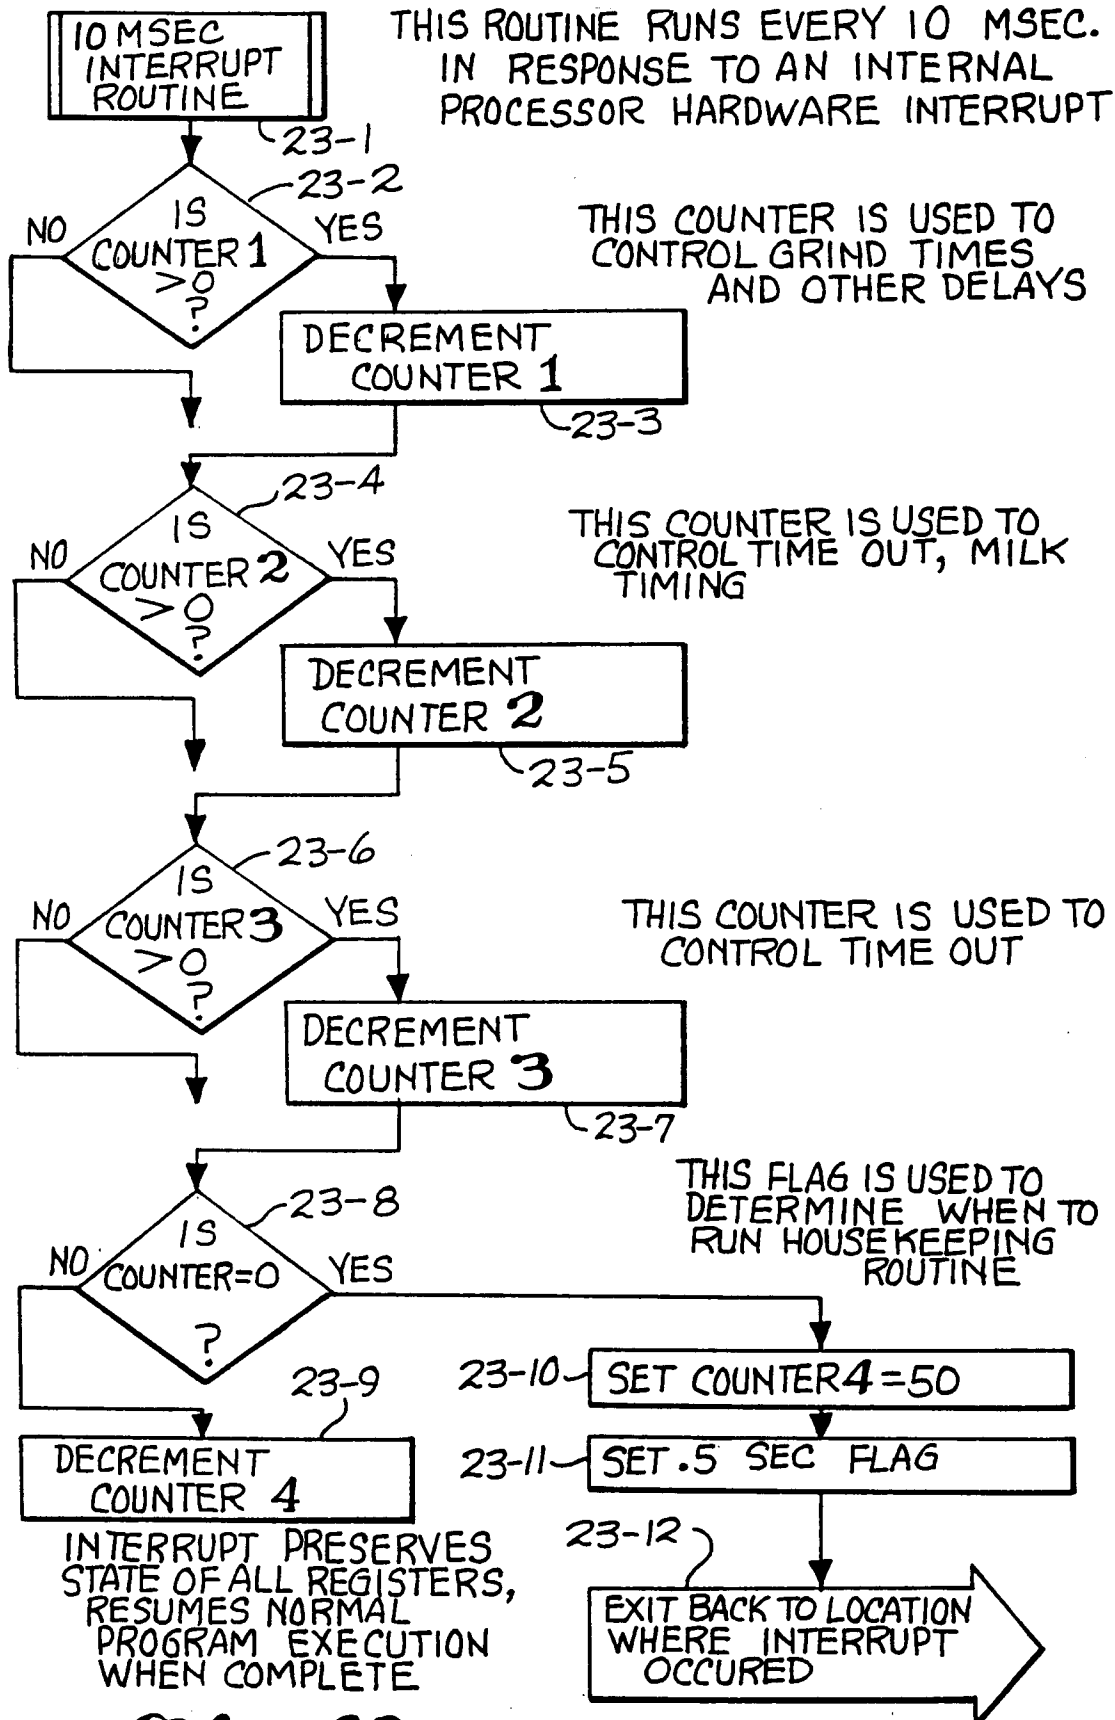 10 MSEC
INTERRUPT
ROUTINE
THIS ROUTINE RUNS EVERY 10 MSEC.
IN RESPONSE TO AN INTERNAL
PROCESSOR HARDWARE INTERRUPT
23-1
23-2
IS
COUNTER 1
>0
?
NO
YES
THIS COUNTER IS USED TO
CONTROL GRIND TIMES
AND OTHER DELAYS
DECREMENT
COUNTER 1
23-3
23-4
IS
COUNTER 2
>0
?
NO
YES
THIS COUNTER IS USED TO
CONTROL TIME OUT, MILK
TIMING
DECREMENT
COUNTER 2
23-5
23-6
IS
COUNTER 3
>0
?
NO
YES
THIS COUNTER IS USED TO
CONTROL TIME OUT
DECREMENT
COUNTER 3
23-7
THIS FLAG IS USED TO
DETERMINE WHEN TO
RUN HOUSEKEEPING
ROUTINE
23-8
IS
COUNTER=0
?
NO
YES
23-9
DECREMENT
COUNTER 4
23-10
SET COUNTER 4=50
23-11
SET .5 SEC FLAG
23-12
EXIT BACK TO LOCATION
WHERE INTERRUPT
OCCURED
INTERRUPT PRESERVES
STATE OF ALL REGISTERS,
RESUMES NORMAL
PROGRAM EXECUTION
WHEN COMPLETE